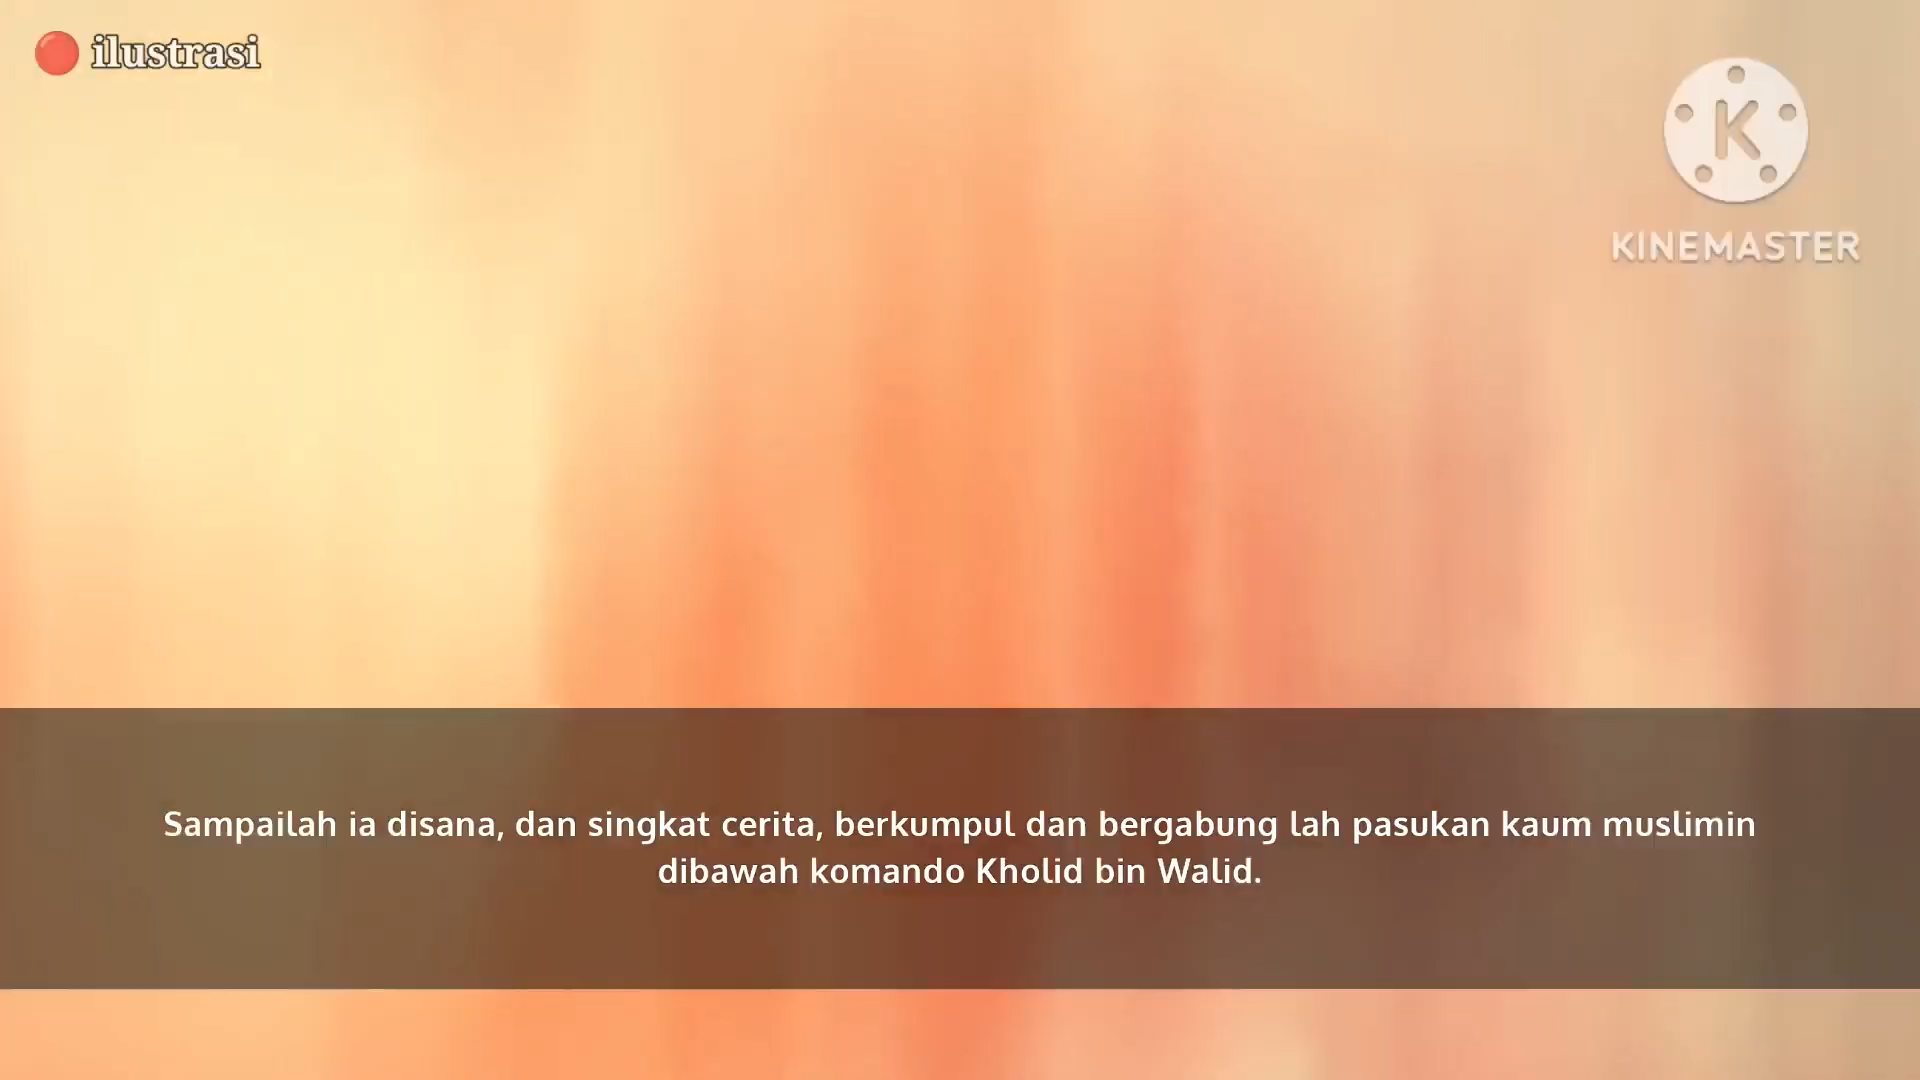 ilustrasi
K
KINEMASTER
Sampailah ia disana, dan singkat cerita, berkumpul dan bergabung lah pasukan kaum muslimin
dibawah komando Kholid bin Walid.